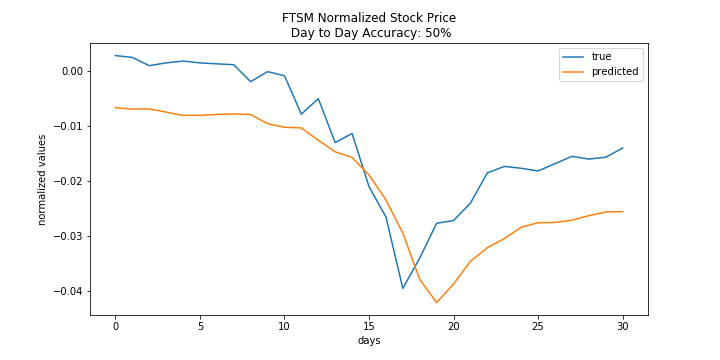 FTSM Normalized Stock Price
Day to Day Accuracy: 50%
true
predicted
normalized values
0.00
−0.01
−0.02
−0.03
−0.04
0 5 10 15 20 25 30
days